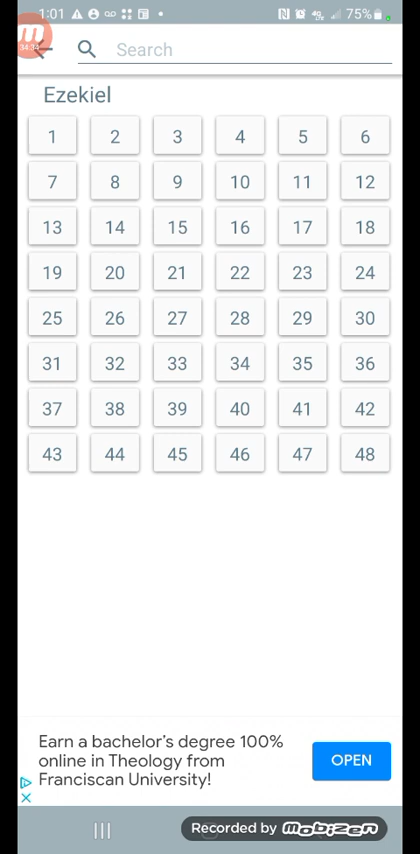 1:01 75%
34:34
Search
Ezekiel
1 2 3 4 5 6
7 8 9 10 11 12
13 14 15 16 17 18
19 20 21 22 23 24
25 26 27 28 29 30
31 32 33 34 35 36
37 38 39 40 41 42
43 44 45 46 47 48
Earn a bachelor's degree 100%
online in Theology from
Franciscan University!
OPEN
Recorded by mobizen